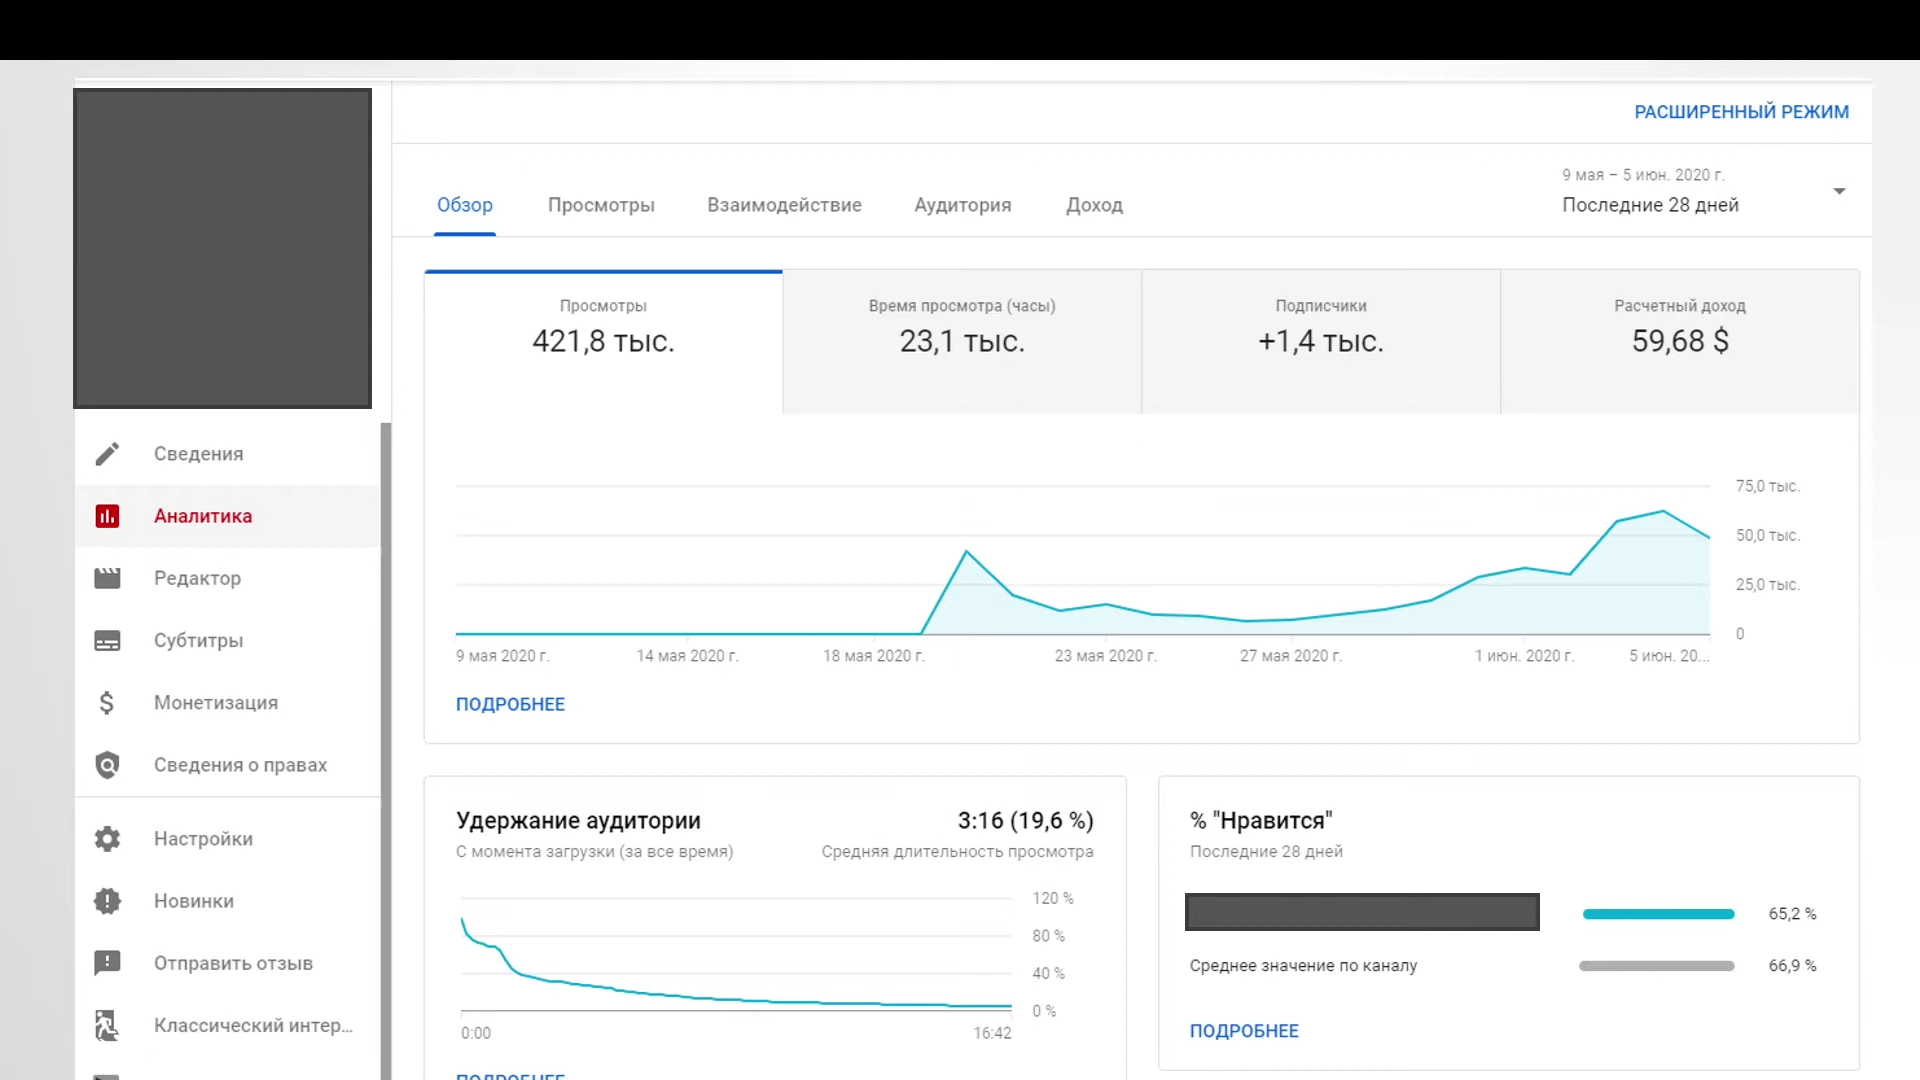 РАСШИРЕННЫЙ РЕЖИМ
9 мая – 5 июн. 2020 г.
Последние 28 дней
Обзор
Просмотры
Взаимодействие
Аудитория
Доход
Просмотры
421,8 тыс.
Время просмотра (часы)
23,1 тыс.
Подписчики
+1,4 тыс.
Расчетный доход
59,68 $
Сведения
Аналитика
Редактор
Субтитры
Монетизация
Сведения о правах
Настройки
Новинки
Отправить отзыв
Классический интер...
75,0 тыс.
50,0 тыс.
25,0 тыс.
0
9 мая 2020 г.
14 мая 2020 г.
18 мая 2020 г.
23 мая 2020 г.
27 мая 2020 г.
1 июн. 2020 г.
5 июн. 20...
ПОДРОБНЕЕ
Удержание аудитории
3:16 (19,6 %)
С момента загрузки (за все время)
Средняя длительность просмотра
120 %
80 %
40 %
0 %
0:00
16:42
ПОДРОБНЕЕ
% "Нравится"
Последние 28 дней
65,2 %
Среднее значение по каналу
66,9 %
ПОДРОБНЕЕ